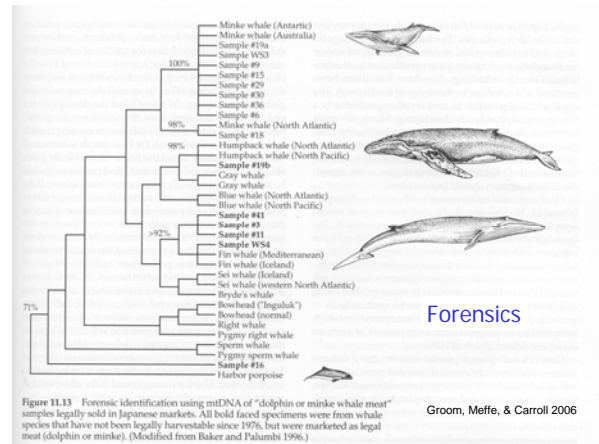 Minke whale (Antartic)
Minke whale (Australia)
Sample #19a
Sample WS3
Sample #9
100%
Sample #15
Sample #29
Sample #30
Sample #36
Sample #6
98%
Minke whale (North Atlantic)
Sample #18
98%
Humpback whale (North Atlantic)
Humpback whale (North Pacific)
Sample #19b
Gray whale
Gray whale
Blue whale (North Atlantic)
Blue whale (North Pacific)
Sample #41
Sample #3
Sample #11
>92%
Sample WS4
Fin whale (Mediterranean)
Fin whale (Iceland)
Sei whale (Iceland)
Sei whale (western North Atlantic)
Bryde's whale
Bowhead ("Inguluk")
Bowhead (normal)
Right whale
Pygmy right whale
71%
Sperm whale
Pygmy sperm whale
Sample #16
Harbor porpoise
Forensics
Figure 11.13 Forensic identification using mtDNA of "dolphin or minke whale meat"
samples legally sold in Japanese markets. All bold faced specimens were from whale
species that have not been legally harvestable since 1976, but were marketed as legal
meat (dolphin or minke). (Modified from Baker and Palumbi 1996.)
Groom, Meffe, & Carroll 2006